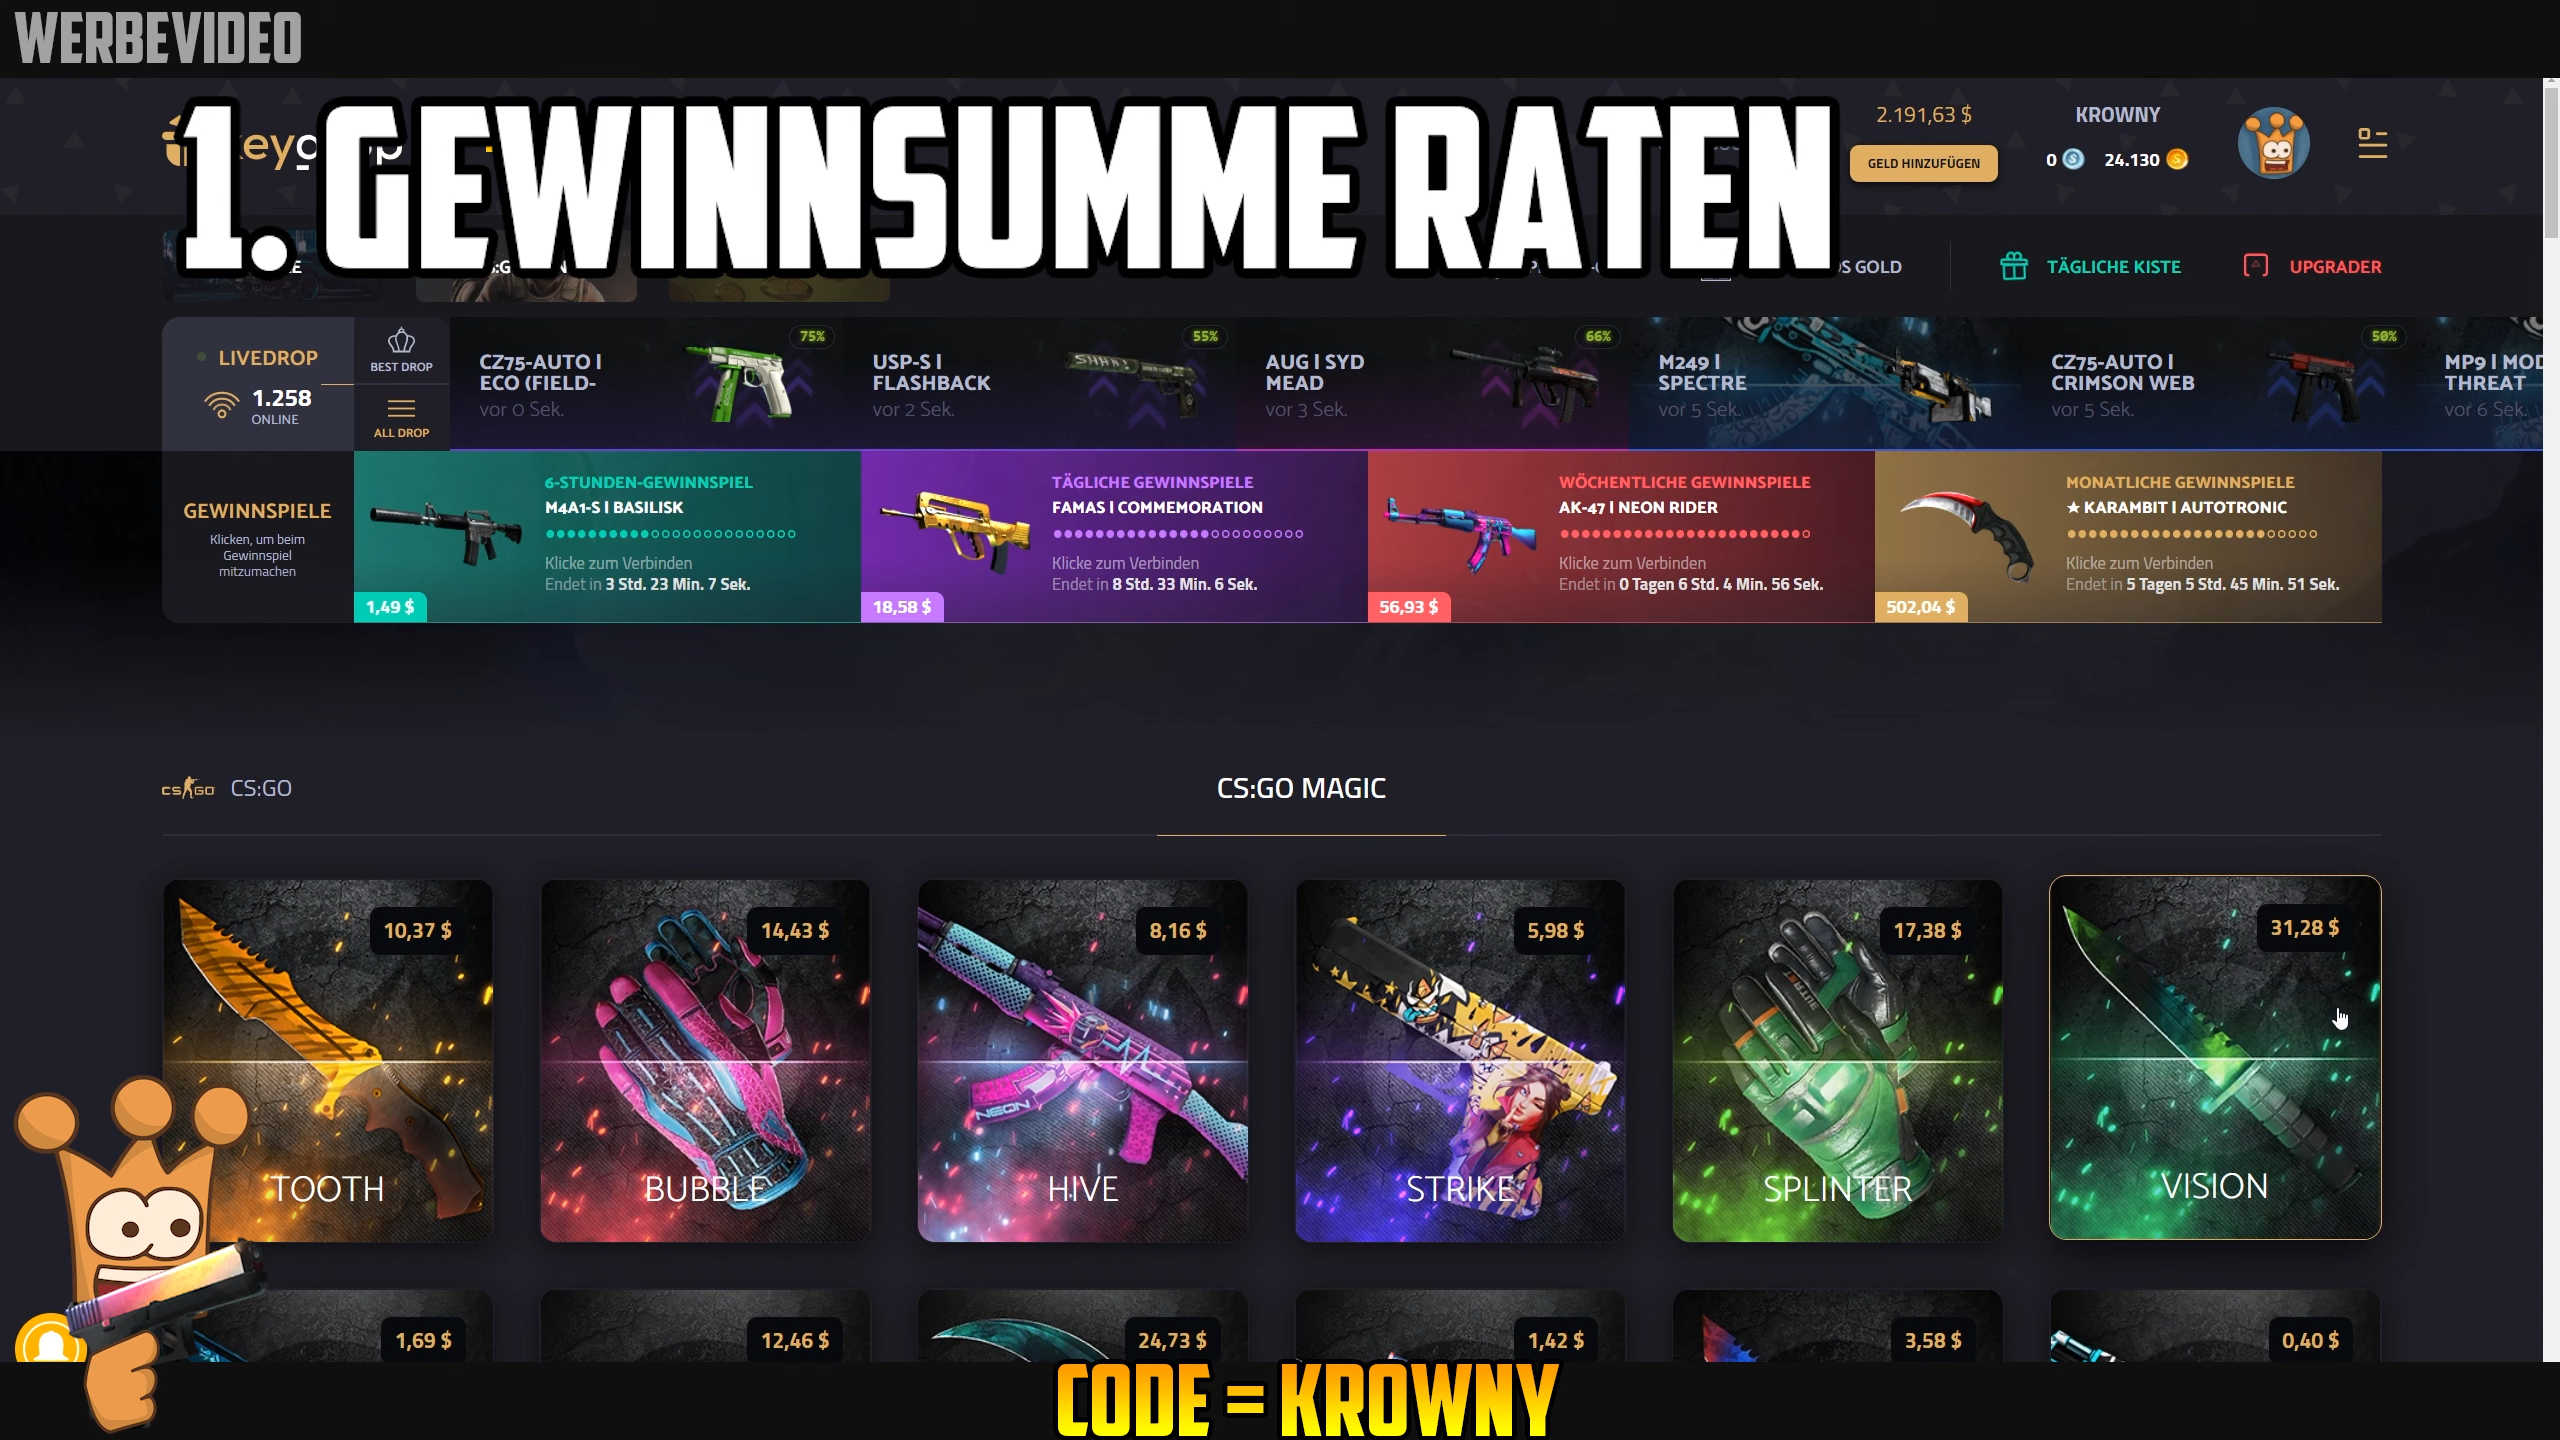 WERBEVIDEO
1. GEWINNSUMME RATEN
2.191,63 $
GELD HINZUFÜGEN
KROWNY
0
24.130
GOLD
TÄGLICHE KISTE
UPGRADER
LIVEDROP
1.258
ONLINE
BEST DROP
ALL DROP
CZ75-AUTO |
ECO (FIELD-
vor 0 Sek.
75%
USP-S |
FLASHBACK
vor 2 Sek.
55%
AUG | SYD
MEAD
vor 3 Sek.
66%
M249 |
SPECTRE
vor 5 Sek.
CZ75-AUTO |
CRIMSON WEB
vor 5 Sek.
50%
MP9 | MOD
THREAT
vor 6 Sek.
GEWINNSPIELE
Klicken, um beim
Gewinnspiel
mitzumachen
6-STUNDEN-GEWINNSPIEL
M4A1-S | BASILISK
Klicke zum Verbinden
Endet in 3 Std. 23 Min. 7 Sek.
1,49 $
TÄGLICHE GEWINNSPIELE
FAMAS | COMMEMORATION
Klicke zum Verbinden
Endet in 8 Std. 33 Min. 6 Sek.
18,58 $
WÖCHENTLICHE GEWINNSPIELE
AK-47 | NEON RIDER
Klicke zum Verbinden
Endet in 0 Tagen 6 Std. 4 Min. 56 Sek.
56,93 $
MONATLICHE GEWINNSPIELE
★ KARAMBIT | AUTOTRONIC
Klicke zum Verbinden
Endet in 5 Tagen 5 Std. 45 Min. 51 Sek.
502,04 $
CS:GO CS:GO
CS:GO MAGIC
10,37 $
TOOTH
14,43 $
BUBBLE
8,16 $
NEON
HIVE
5,98 $
STRIKE
17,38 $
SPLINTER
31,28 $
VISION
1,69 $
12,46 $
24,73 $
1,42 $
3,58 $
0,40 $
CODE = KROWNY